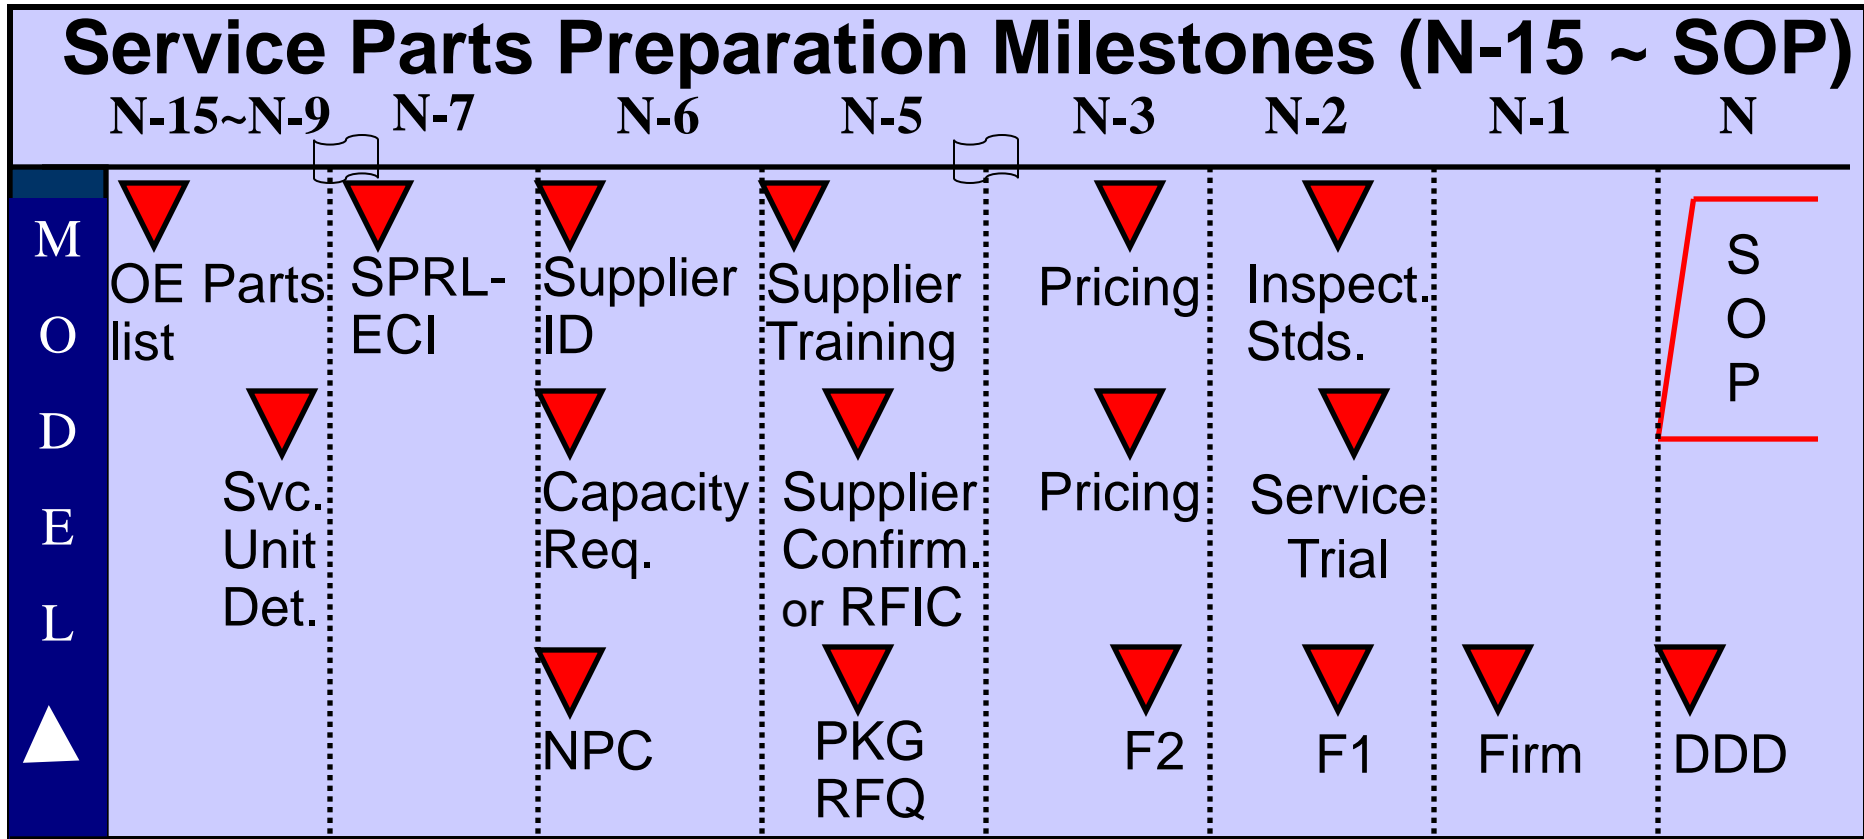 Service Parts Preparation Milestones (N-15 ~ SOP)
N-15~N-9 N-7 N-6 N-5 N-3 N-2 N-1 N
M
O
D
E
L
OE Parts
list
SPRL-
ECI
Supplier
ID
Supplier
Training
Pricing
Inspect.
Stds.
S
O
P
Svc.
Unit
Det.
Capacity
Req.
Supplier
Confirm.
or RFIC
Pricing
Service
Trial
NPC
PKG
RFQ
F2
F1
Firm
DDD